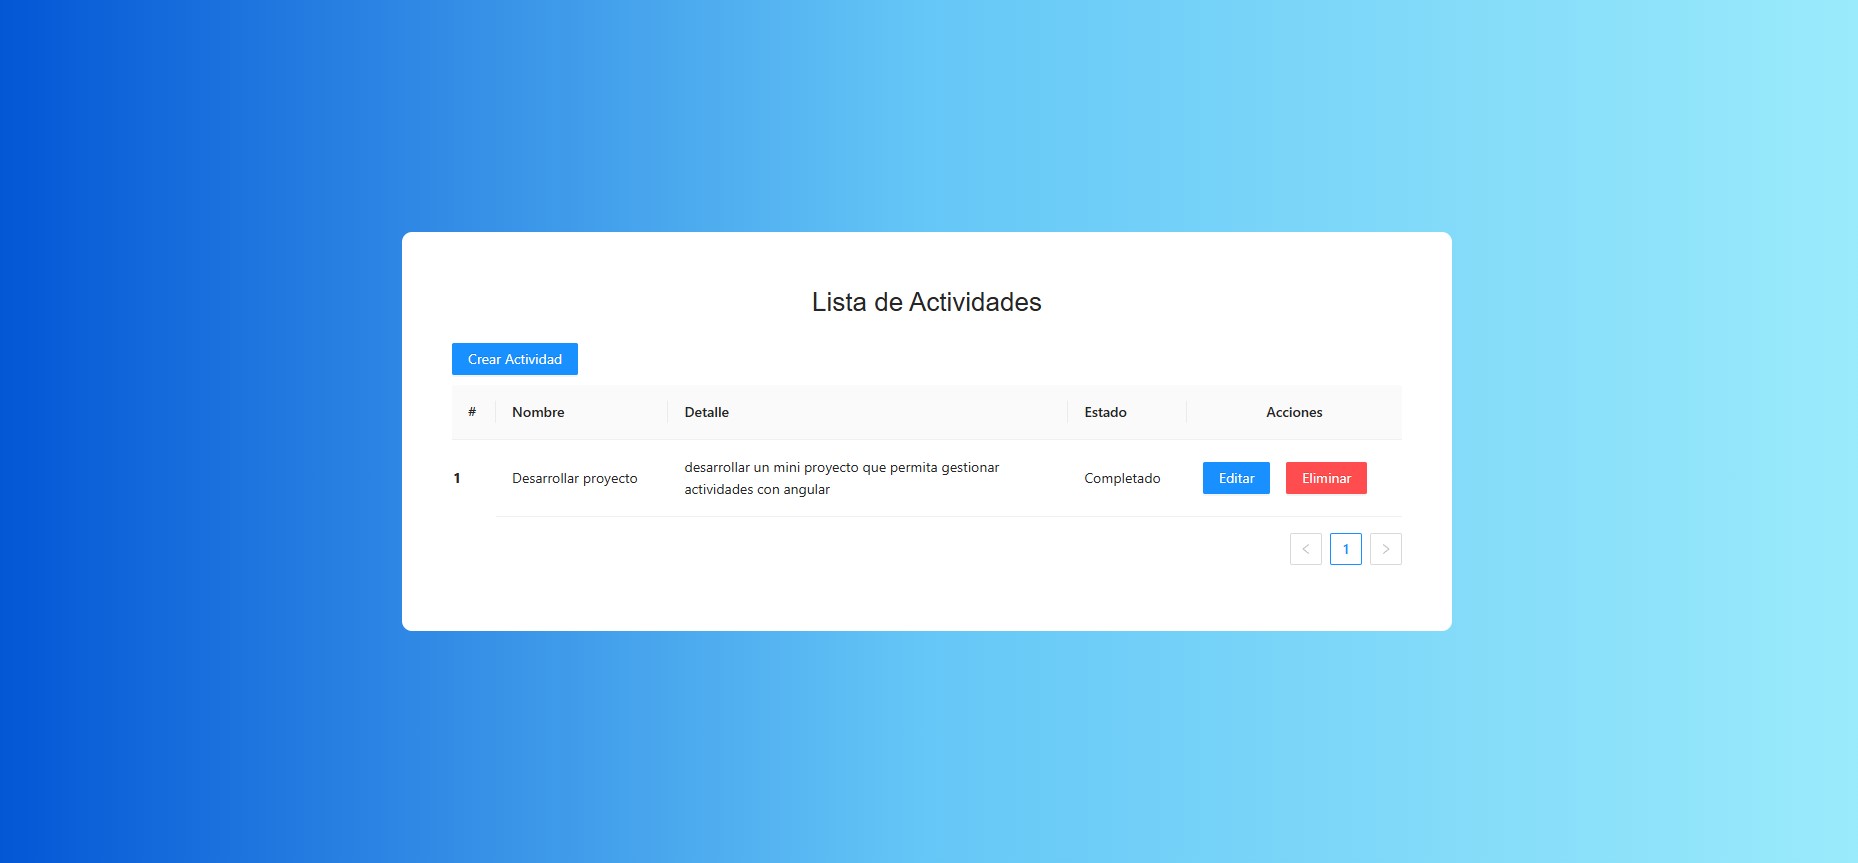 Lista de Actividades
Crear Actividad
# Nombre Detalle Estado Acciones
1 Desarrollar proyecto desarrollar un mini proyecto que permita gestionar Completado Editar Eliminar
actividades con angular
< 1 >